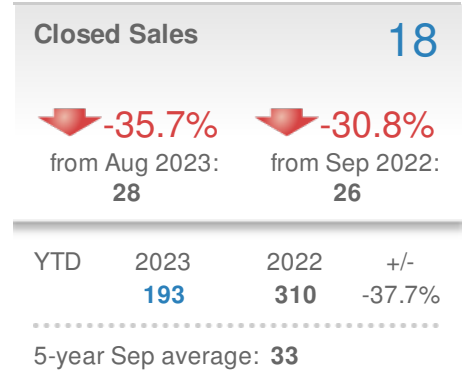 Closed Sales 18
-35.7% -30.8%
from Aug 2023: from Sep 2022:
28 26
YTD 2023 2022 +/-
193 310 -37.7%
5-year Sep average: 33